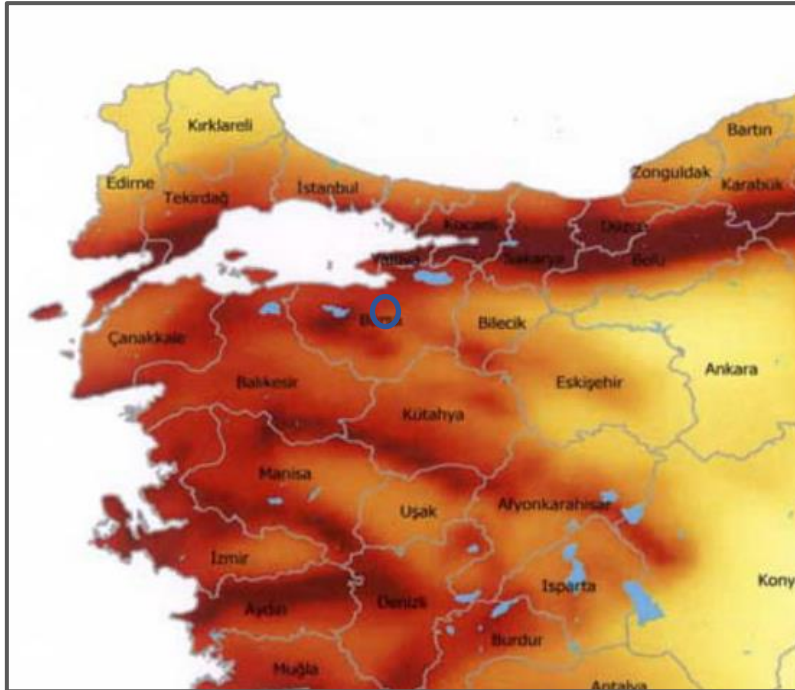 Bartın
Kırklareli
Zonguldak
Karabük
Edirne
İstanbul
Tekirdağ
Kocaeli
Düzce
Yalova
Sakarya
Bolu
Bursa
Bilecik
Çanakkale
Ankara
Balıkesir
Eskişehir
Kütahya
Manisa
Afyonkarahisar
Uşak
İzmir
Isparta
Kony
Aydın
Denizli
Burdur
Muğla
Antalya